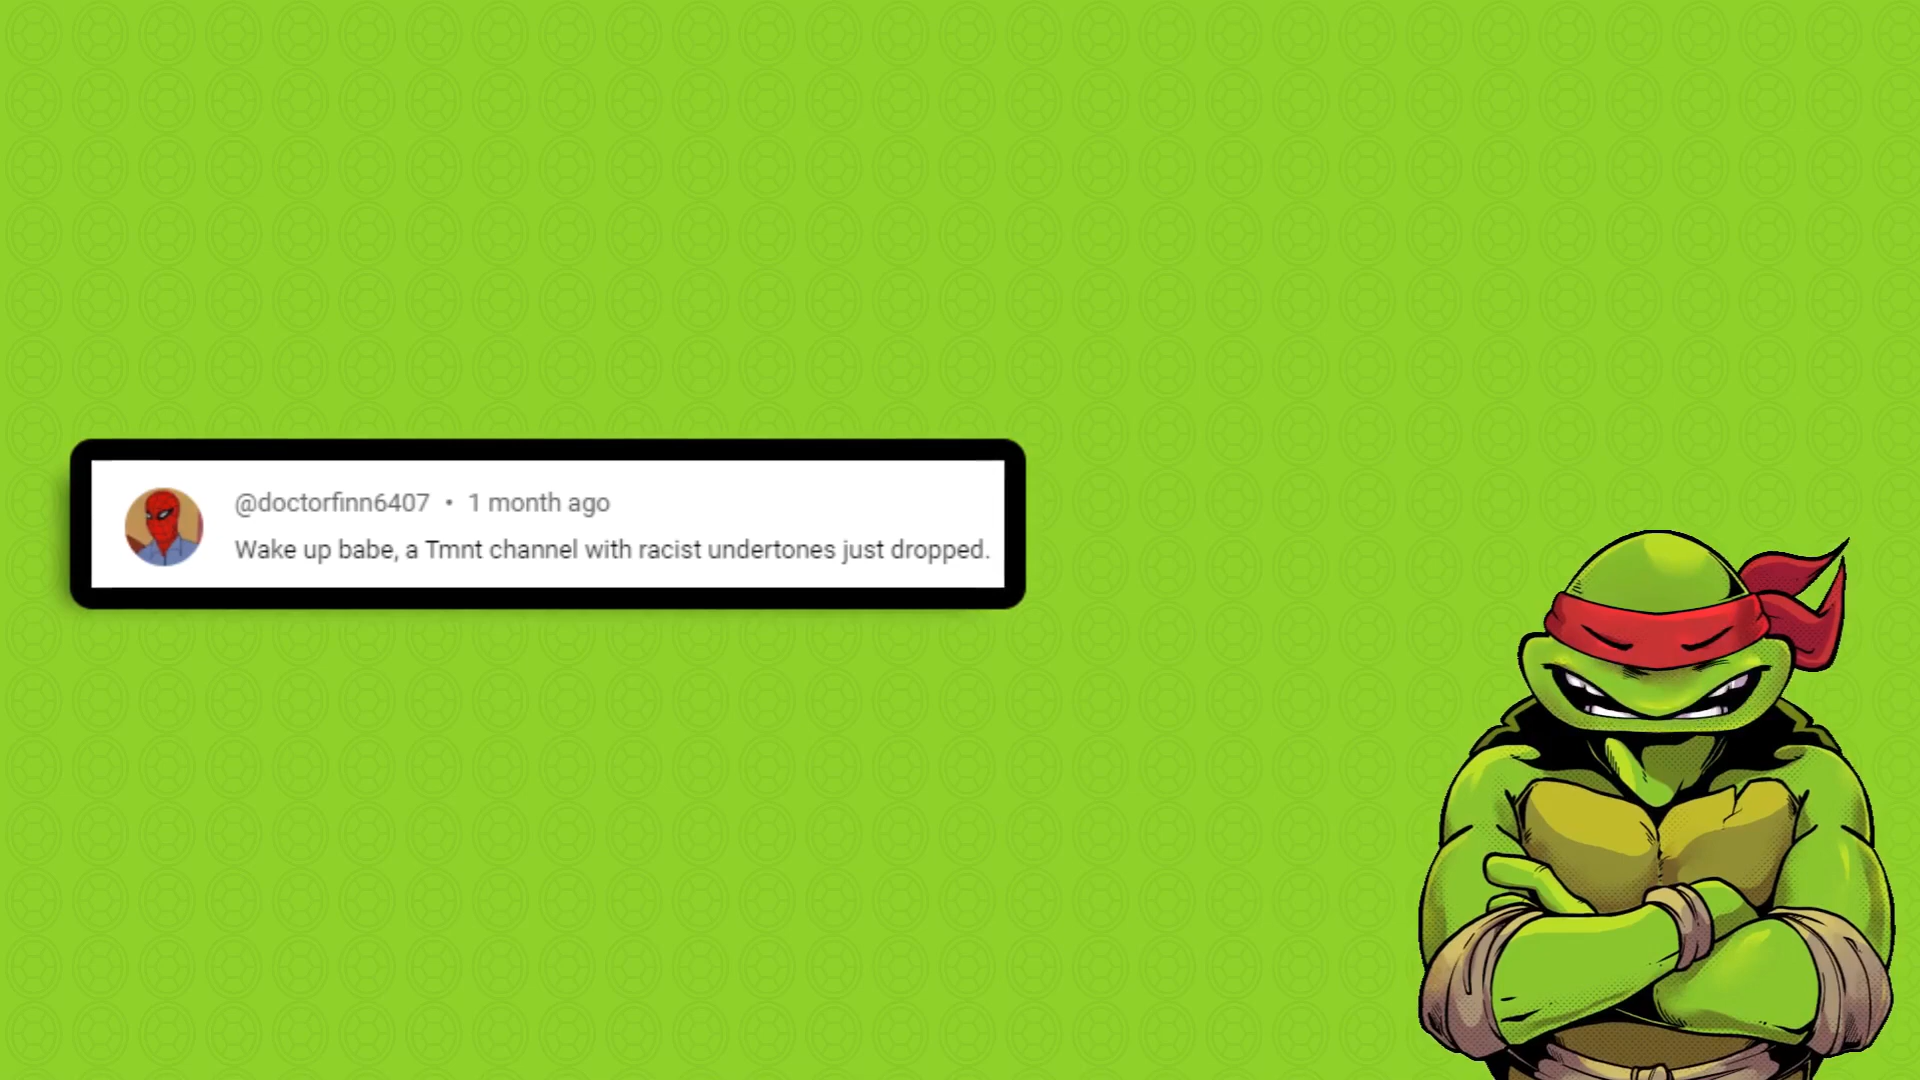 @doctorfinn6407 • 1 month ago
Wake up babe, a Tmnt channel with racist undertones just dropped.